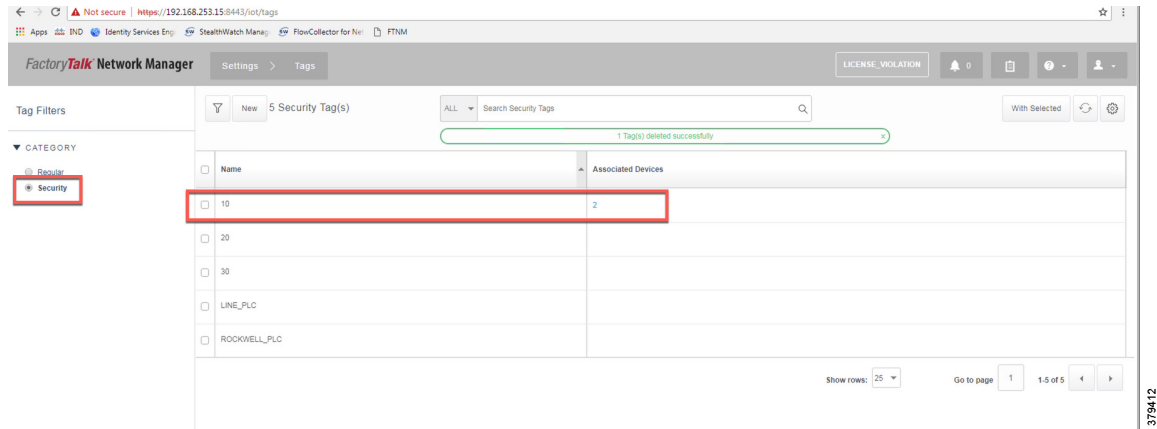 Not secure | https://192.168.253.15:8443/iot/tags
Apps IND Identity Services Engi StealthWatch Manag FlowCollector for Net FTNM
FactoryTalk Network Manager Settings > Tags LICENSE_VIOLATION 0
Tag Filters New 5 Security Tag(s) ALL Search Security Tags With Selected
1 Tag(s) deleted successfully ×
CATEGORY
Regular
Security
Name Associated Devices
10 2
20
30
LINE_PLC
ROCKWELL_PLC
Show rows: 25 Go to page 1 1-5 of 5
379412